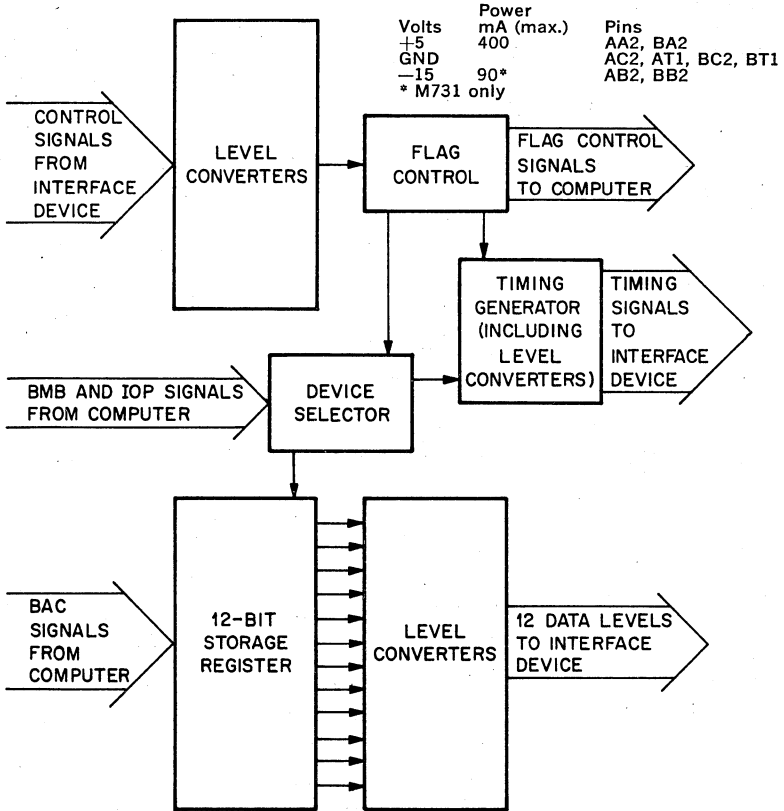 Power
Volts mA (max.) Pins
+5 400 AA2, BA2
GND AC2, AT1, BC2, BT1
—15 90* AB2, BB2
* M731 only
CONTROL
SIGNALS
FROM
INTERFACE
DEVICE
LEVEL
CONVERTERS
FLAG
CONTROL
FLAG CONTROL
SIGNALS
TO COMPUTER
TIMING
GENERATOR
(INCLUDING
LEVEL
CONVERTERS)
TIMING
SIGNALS
TO
INTERFACE
DEVICE
BMB AND IOP SIGNALS
FROM COMPUTER
DEVICE
SELECTOR
BAC
SIGNALS
FROM
COMPUTER
12-BIT
STORAGE
REGISTER
LEVEL
CONVERTERS
12 DATA LEVELS
TO INTERFACE
DEVICE